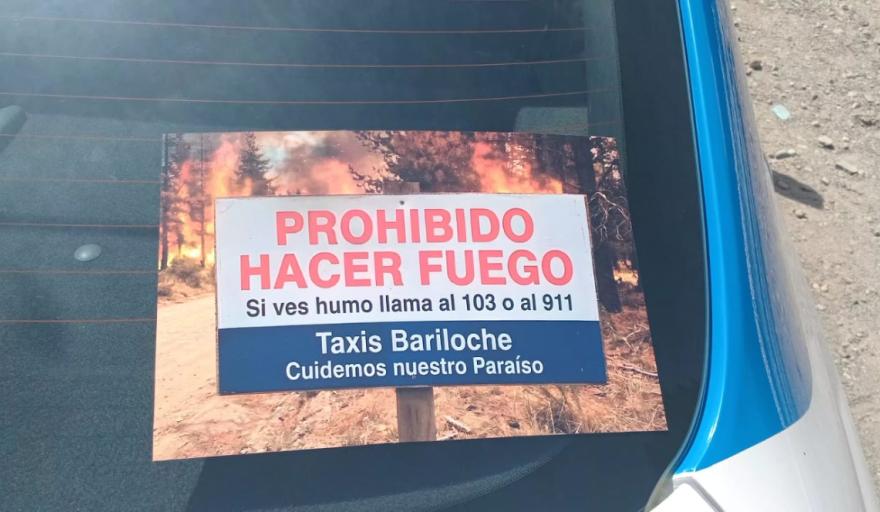 PROHIBIDO
HACER FUEGO
Si ves humo llama al 103 o al 911
Taxis Bariloche
Cuidemos nuestro Paraíso